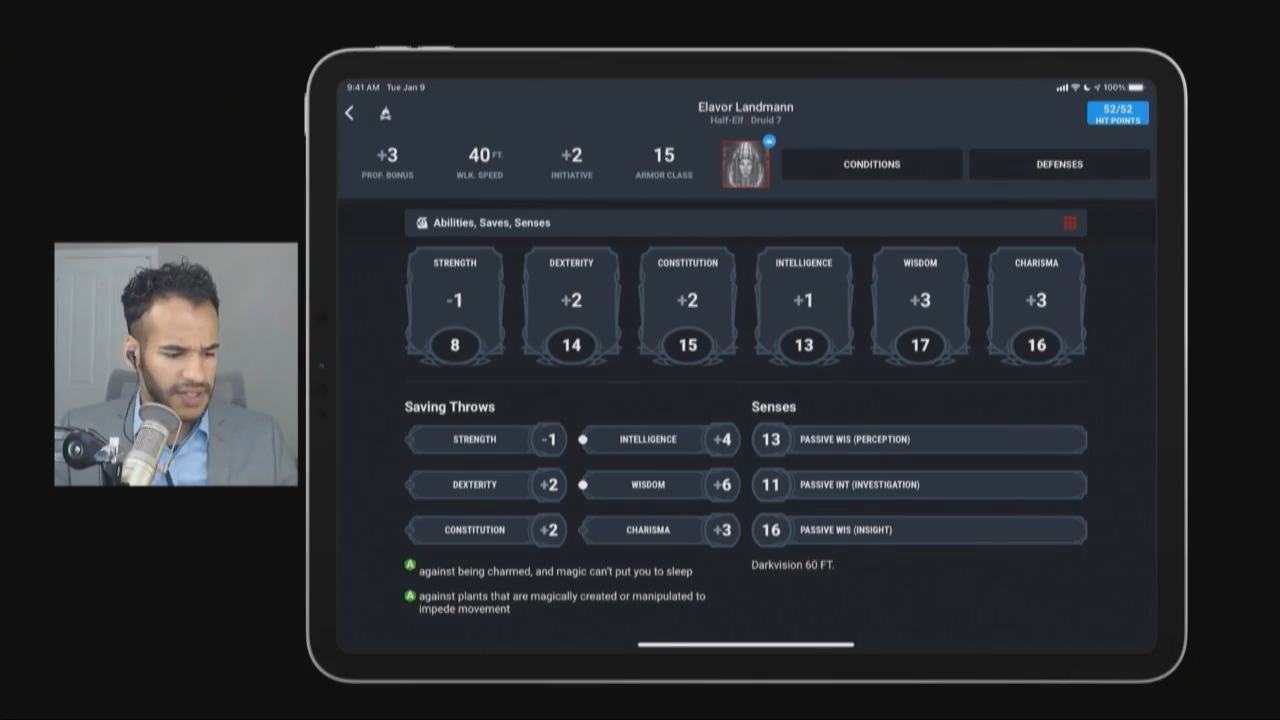 9:41 AM Tue Jan 9
100%
Elavor Landmann
Half-Elf Druid 7
52/52
HIT POINTS
+3
PROF. BONUS
40 FT.
WLK. SPEED
+2
INITIATIVE
15
ARMOR CLASS
CONDITIONS
DEFENSES
Abilities, Saves, Senses
STRENGTH
-1
8
DEXTERITY
+2
14
CONSTITUTION
+2
15
INTELLIGENCE
+1
13
WISDOM
+3
17
CHARISMA
+3
16
Saving Throws
STRENGTH -1
INTELLIGENCE +4
DEXTERITY +2
WISDOM +6
CONSTITUTION +2
CHARISMA +3
A against being charmed, and magic can't put you to sleep
A against plants that are magically created or manipulated to
impede movement
Senses
13 PASSIVE WIS (PERCEPTION)
11 PASSIVE INT (INVESTIGATION)
16 PASSIVE WIS (INSIGHT)
Darkvision 60 FT.